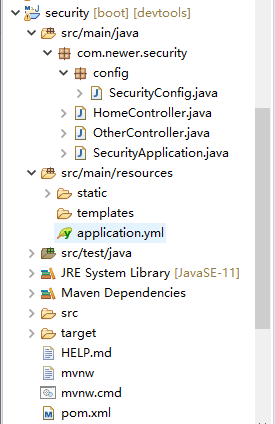 security [boot] [devtools]
src/main/java
com.newer.security
config
SecurityConfig.java
HomeController.java
OtherController.java
SecurityApplication.java
src/main/resources
static
templates
application.yml
src/test/java
JRE System Library [JavaSE-11]
Maven Dependencies
src
target
HELP.md
mvnw
mvnw.cmd
pom.xml